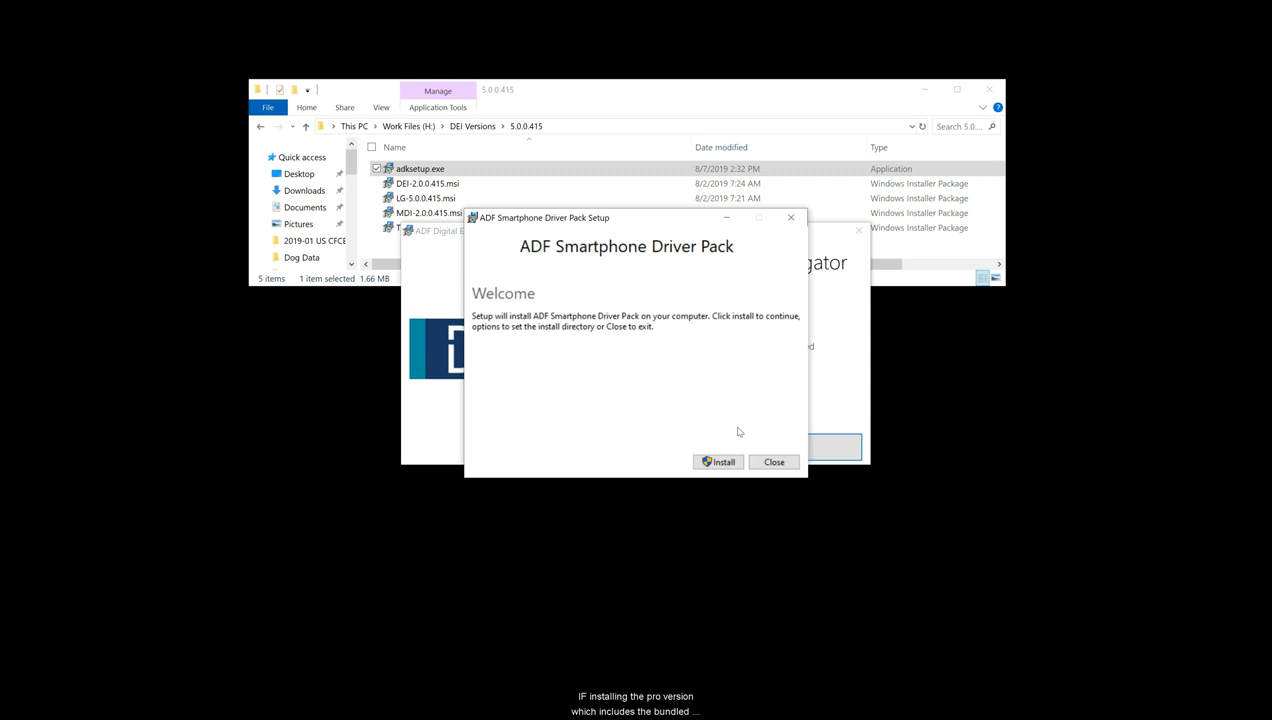 Manage
5.0.0.415
File
Home
Share
View
Application Tools
This PC > Work Files (H:) > DEI Versions > 5.0.0.415
Search 5.0....
Quick access
Desktop
Downloads
Documents
Pictures
2019-01 US CFCE
Dog Data
Name
Date modified
Type
adksetup.exe
8/7/2019 2:32 PM
Application
DEI-2.0.0.415.msi
8/2/2019 7:24 AM
Windows Installer Package
LG-5.0.0.415.msi
8/2/2019 7:21 AM
Windows Installer Package
MDI-2.0.0.415.msi
Windows Installer Package
T
Windows Installer Package
5 items
1 item selected
1.66 MB
ADF Digital E
gator
ed
ADF Smartphone Driver Pack Setup
ADF Smartphone Driver Pack
Welcome
Setup will install ADF Smartphone Driver Pack on your computer. Click install to continue,
options to set the install directory or Close to exit.
Install
Close
IF installing the pro version
which includes the bundled ...